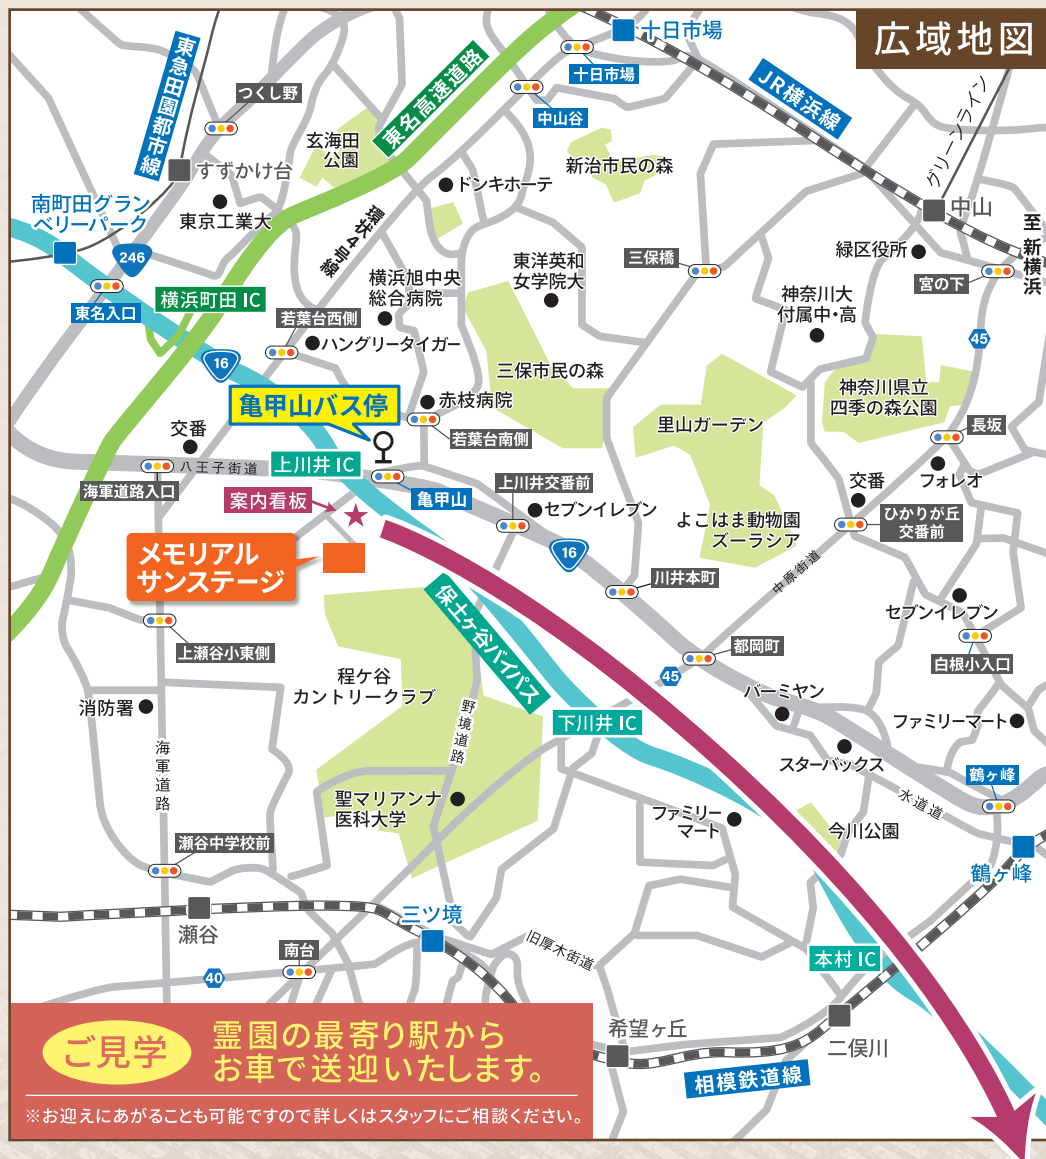 広域地図
十日市場
十日市場
東急田園都市線
つくし野
東名高速道路
中山谷
JR横浜線
グリーンライン
玄海田
公園
新治市民の森
すずかけ台
ドンキホーテ
南町田グラン
ベリーパーク
東京工業大
環状4号線
中山
至新横浜
246
緑区役所
三保橋
東洋英和
女学院大
宮の下
横浜旭中央
総合病院
神奈川大
付属中・高
東名入口
横浜町田 IC
若葉台西側
ハングリータイガー
45
16
三保市民の森
神奈川県立
四季の森公園
亀甲山バス停
赤枝病院
里山ガーデン
交番
若葉台南側
長坂
八王子街道
上川井 IC
フォレオ
海軍道路入口
案内看板
亀甲山
上川井交番前
セブンイレブン
交番
よこはま動物園
ズーラシア
ひかりが丘
交番前
メモリアル
サンステージ
16
川井本町
中原街道
保土ヶ谷バイパス
セブンイレブン
上瀬谷小東側
都岡町
白根小入口
45
程ケ谷
カントリークラブ
バーミヤン
消防署
野境道路
下川井 IC
ファミリーマート
海軍道路
スターバックス
鶴ヶ峰
水道道
聖マリアンナ
医科大学
ファミリー
マート
今川公園
瀬谷中学校前
鶴ヶ峰
三ツ境
瀬谷
旧厚木街道
南台
本村 IC
40
希望ヶ丘
二俣川
相模鉄道線
ご見学
霊園の最寄り駅から
お車で送迎いたします。
※お迎えにあがることも可能ですので詳しくはスタッフにご相談ください。